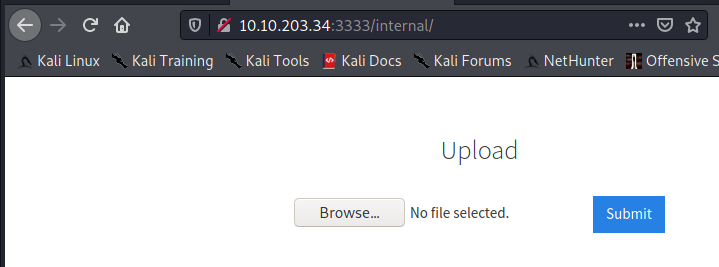 10.10.203.34:3333/internal/
Kali Linux Kali Training Kali Tools Kali Docs Kali Forums NetHunter Offensive S
Upload
Browse... No file selected. Submit